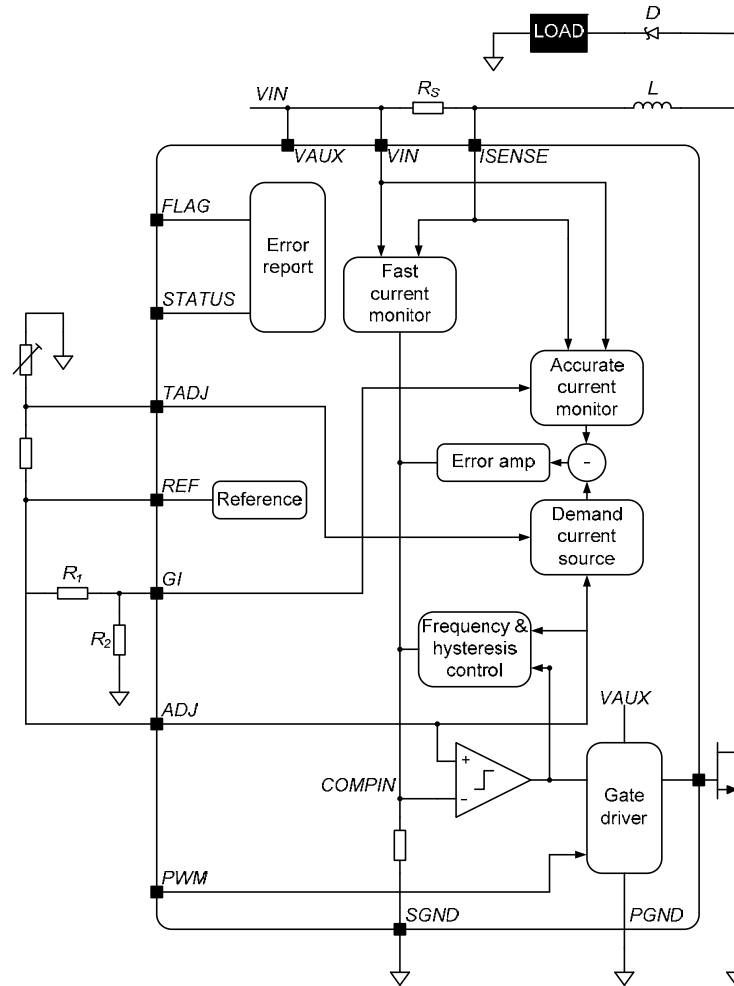 LOAD
D
VIN
RS
L
VAUX
VIN
ISENSE
FLAG
Error
report
Fast
current
monitor
STATUS
Accurate
current
monitor
TADJ
Error amp
-
REF
Reference
Demand
current
source
R1
GI
R2
Frequency &
hysteresis
control
ADJ
VAUX
+
COMPIN
-
Gate
driver
PWM
SGND
PGND